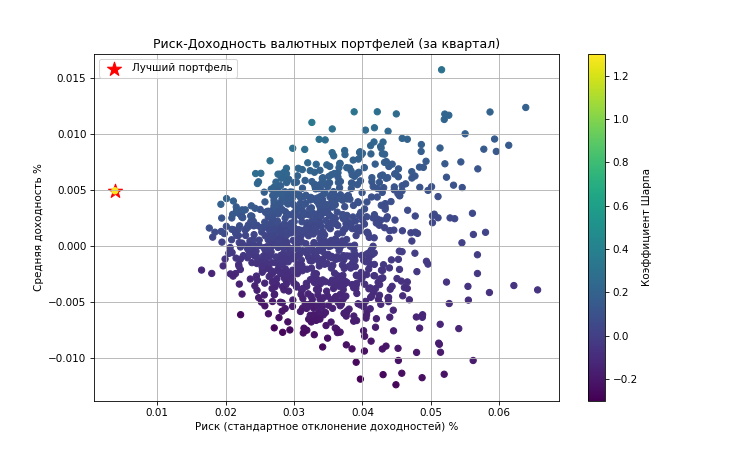 Риск-Доходность валютных портфелей (за квартал)
Лучший портфель
Средняя доходность %
0.015
0.010
0.005
0.000
−0.005
−0.010
0.01 0.02 0.03 0.04 0.05 0.06
Риск (стандартное отклонение доходностей) %
1.2
1.0
0.8
0.6
0.4
0.2
0.0
−0.2
Коэффициент Шарпа